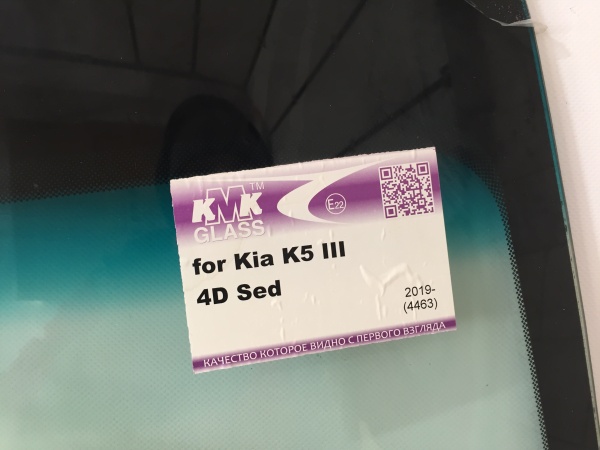 KMK™
GLASS
E22
for Kia K5 III
4D Sed
2019-
(4463)
КАЧЕСТВО КОТОРОЕ ВИДНО С ПЕРВОГО ВЗГЛЯДА